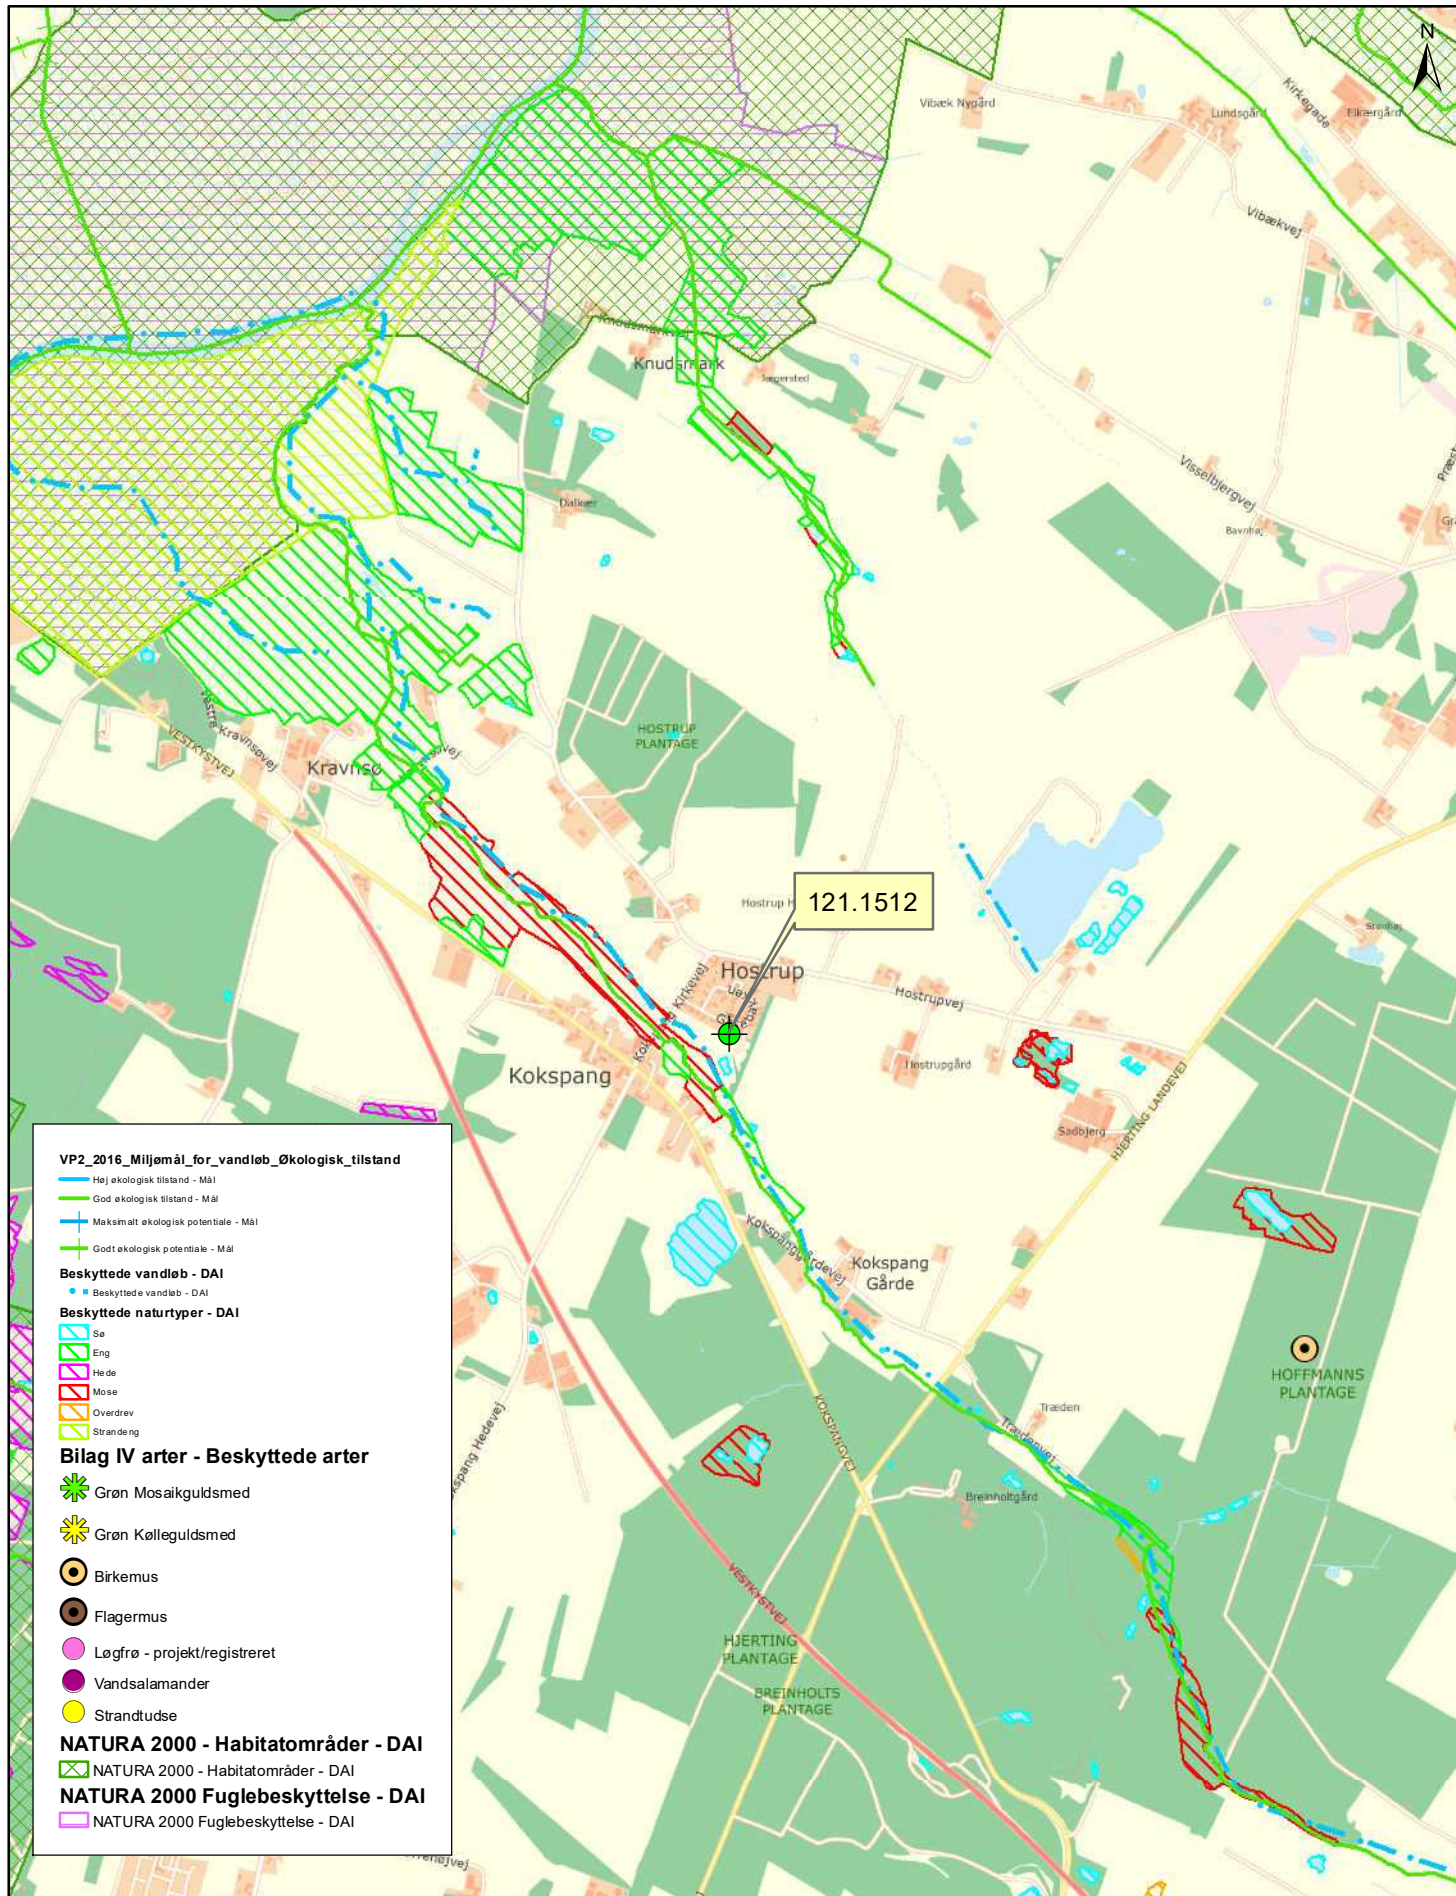 N
Vibæk Nygård
Lundsgård
Kirkegade
Elkærgård
Vibækvej
Knudsmark
Jægersted
Visselbjergvej
Dalkær
Bavnhøj
HOSTRUP
PLANTAGE
Vestre Kravnsøvej
VESTKYSTVEJ
Kravnsø
121.1512
Hostrup
Hostrupvej
Hostrupgård
Kokspang
Sadbjerg
HJERTING LANDEVEJ
Kokspanggårdevej
Kokspang
Gårde
HOFFMANNS
PLANTAGE
KOKSPANGVEJ
Træden
Trædenvej
Breinholtgård
VESTKYSTVEJ
HJERTING
PLANTAGE
BREINHOLTS
PLANTAGE
VP2_2016_Miljømål_for_vandløb_Økologisk_tilstand
Høj økologisk tilstand - Mål
God økologisk tilstand - Mål
Maksimalt økologisk potentiale - Mål
Godt økologisk potentiale - Mål
Beskyttede vandløb - DAI
Beskyttede vandløb - DAI
Beskyttede naturtyper - DAI
Sø
Eng
Hede
Mose
Overdrev
Strandeng
Bilag IV arter - Beskyttede arter
Grøn Mosaikguldsmed
Grøn Kølleguldsmed
Birkemus
Flagermus
Løgfrø - projekt/registreret
Vandsalamander
Strandtudse
NATURA 2000 - Habitatområder - DAI
NATURA 2000 - Habitatområder - DAI
NATURA 2000 Fuglebeskyttelse - DAI
NATURA 2000 Fuglebeskyttelse - DAI